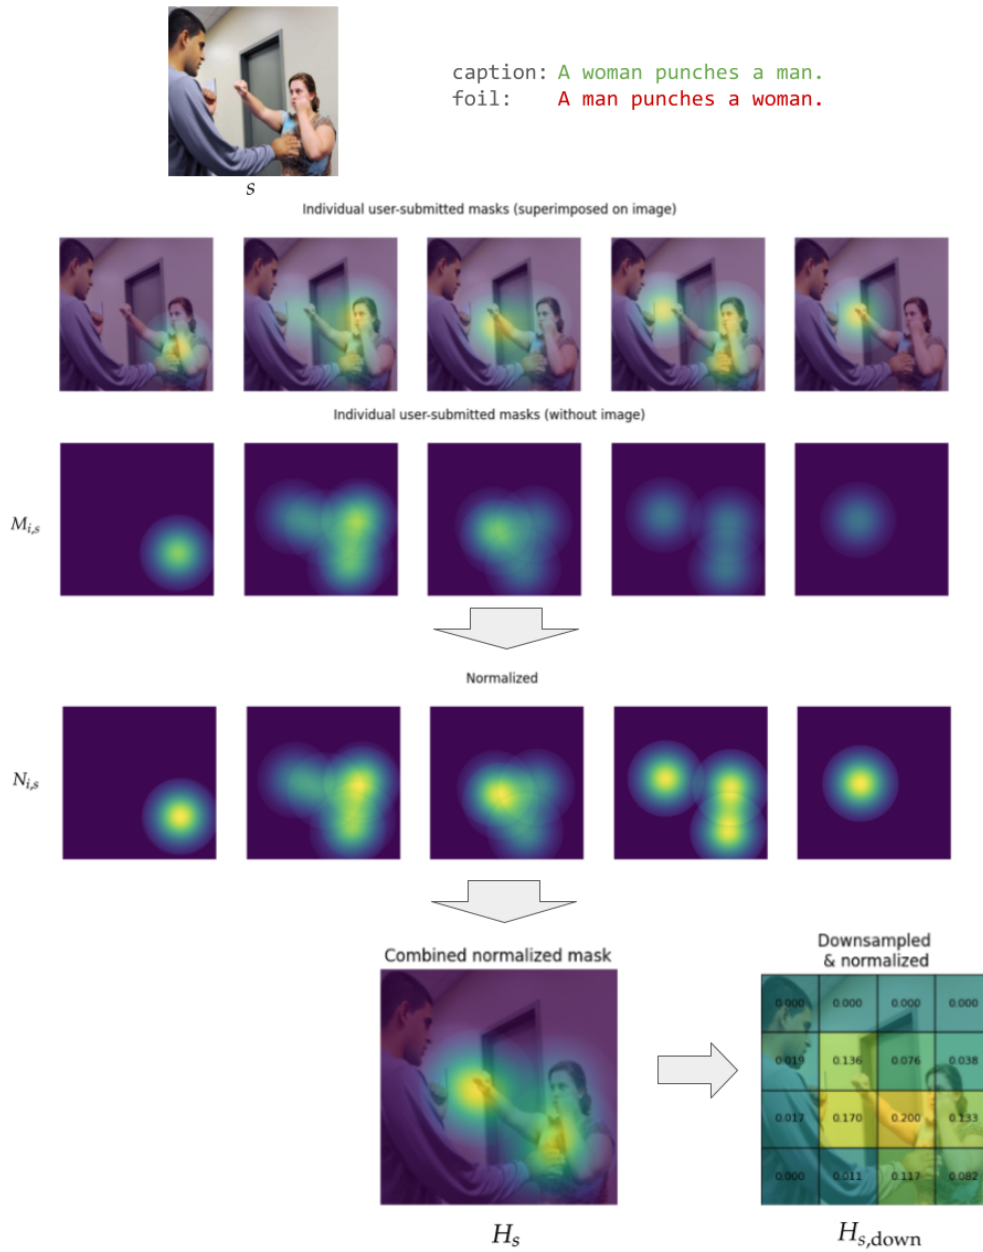 caption: A woman punches a man.
foil: A man punches a woman.
s
Individual user-submitted masks (superimposed on image)
Individual user-submitted masks (without image)
M_{i,s}
Normalized
N_{i,s}
Combined normalized mask
Downsampled
& normalized
0.000 0.000 0.000 0.000
0.019 0.136 0.076 0.038
0.017 0.170 0.200 0.133
0.000 0.011 0.117 0.082
H_s
H_{s,down}